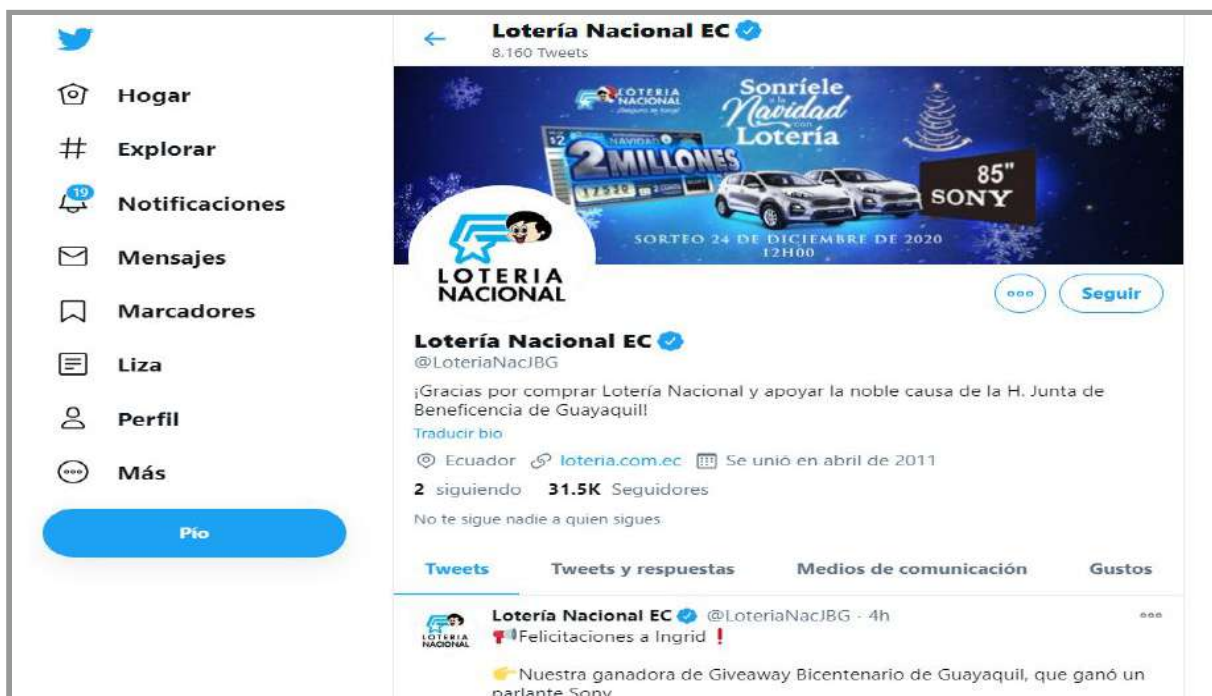 Lotería Nacional EC
8.160 Tweets
Hogar
Explorar
19
Notificaciones
Mensajes
Marcadores
Liza
Perfil
Más
Pío
LOTERIA
NACIONAL
Sonríele
a la
Navidad
con
Lotería
$2
NAVIDAD
2 MILLONES
17520
85"
SONY
SORTEO 24 DE DICIEMBRE DE 2020
12H00
LOTERIA
NACIONAL
Seguir
Lotería Nacional EC
@LoteriaNacJBG
¡Gracias por comprar Lotería Nacional y apoyar la noble causa de la H. Junta de
Beneficencia de Guayaquil!
Traducir bio
Ecuador loteria.com.ec Se unió en abril de 2011
2 siguiendo 31.5K Seguidores
No te sigue nadie a quien sigues
Tweets Tweets y respuestas Medios de comunicación Gustos
LOTERIA
NACIONAL
Lotería Nacional EC @LoteriaNacJBG · 4h
📢Felicitaciones a Ingrid❗
👉Nuestra ganadora de Giveaway Bicentenario de Guayaquil, que ganó un
parlante Sony